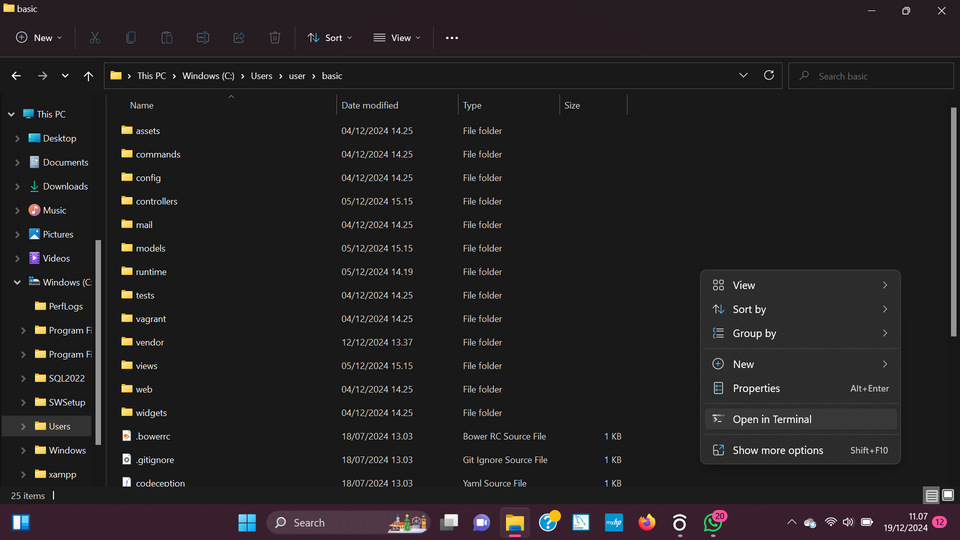 basic
New
Sort
View
This PC
Windows (C:)
Users
user
basic
Search basic
Name
Date modified
Type
Size
This PC
Desktop
Documents
Downloads
Music
Pictures
Videos
Windows (C:
PerfLogs
Program Fi
Program Fi
SQL2022
SWSetup
Users
Windows
xampp
assets 04/12/2024 14.25 File folder
commands 04/12/2024 14.25 File folder
config 04/12/2024 14.25 File folder
controllers 05/12/2024 15.15 File folder
mail 04/12/2024 14.25 File folder
models 05/12/2024 15.15 File folder
runtime 05/12/2024 14.19 File folder
tests 04/12/2024 14.25 File folder
vagrant 04/12/2024 14.25 File folder
vendor 12/12/2024 13.37 File folder
views 05/12/2024 15.15 File folder
web 04/12/2024 14.25 File folder
widgets 04/12/2024 14.25 File folder
.bowerrc 18/07/2024 13.03 Bower RC Source File 1 KB
.gitignore 18/07/2024 13.03 Git Ignore Source File 1 KB
codeception 18/07/2024 13.03 Yaml Source File 1 KB
View
Sort by
Group by
New
Properties Alt+Enter
Open in Terminal
Show more options Shift+F10
25 items
Search
20
11.07
19/12/2024
12